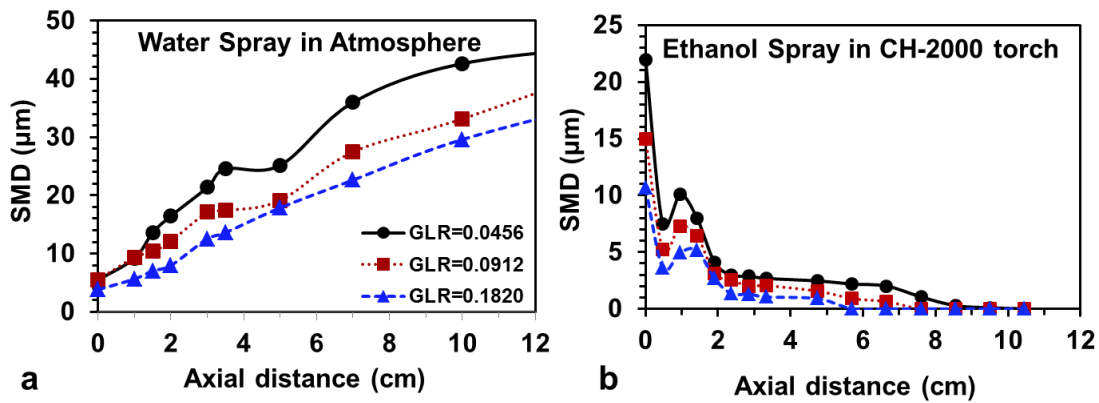 Water Spray in Atmosphere
SMD (µm)
50
40
30
20
10
0
GLR=0.0456
GLR=0.0912
GLR=0.1820
0 2 4 6 8 10 12
Axial distance (cm)
a
Ethanol Spray in CH-2000 torch
SMD (µm)
25
20
15
10
5
0
0 2 4 6 8 10 12
Axial distance (cm)
b